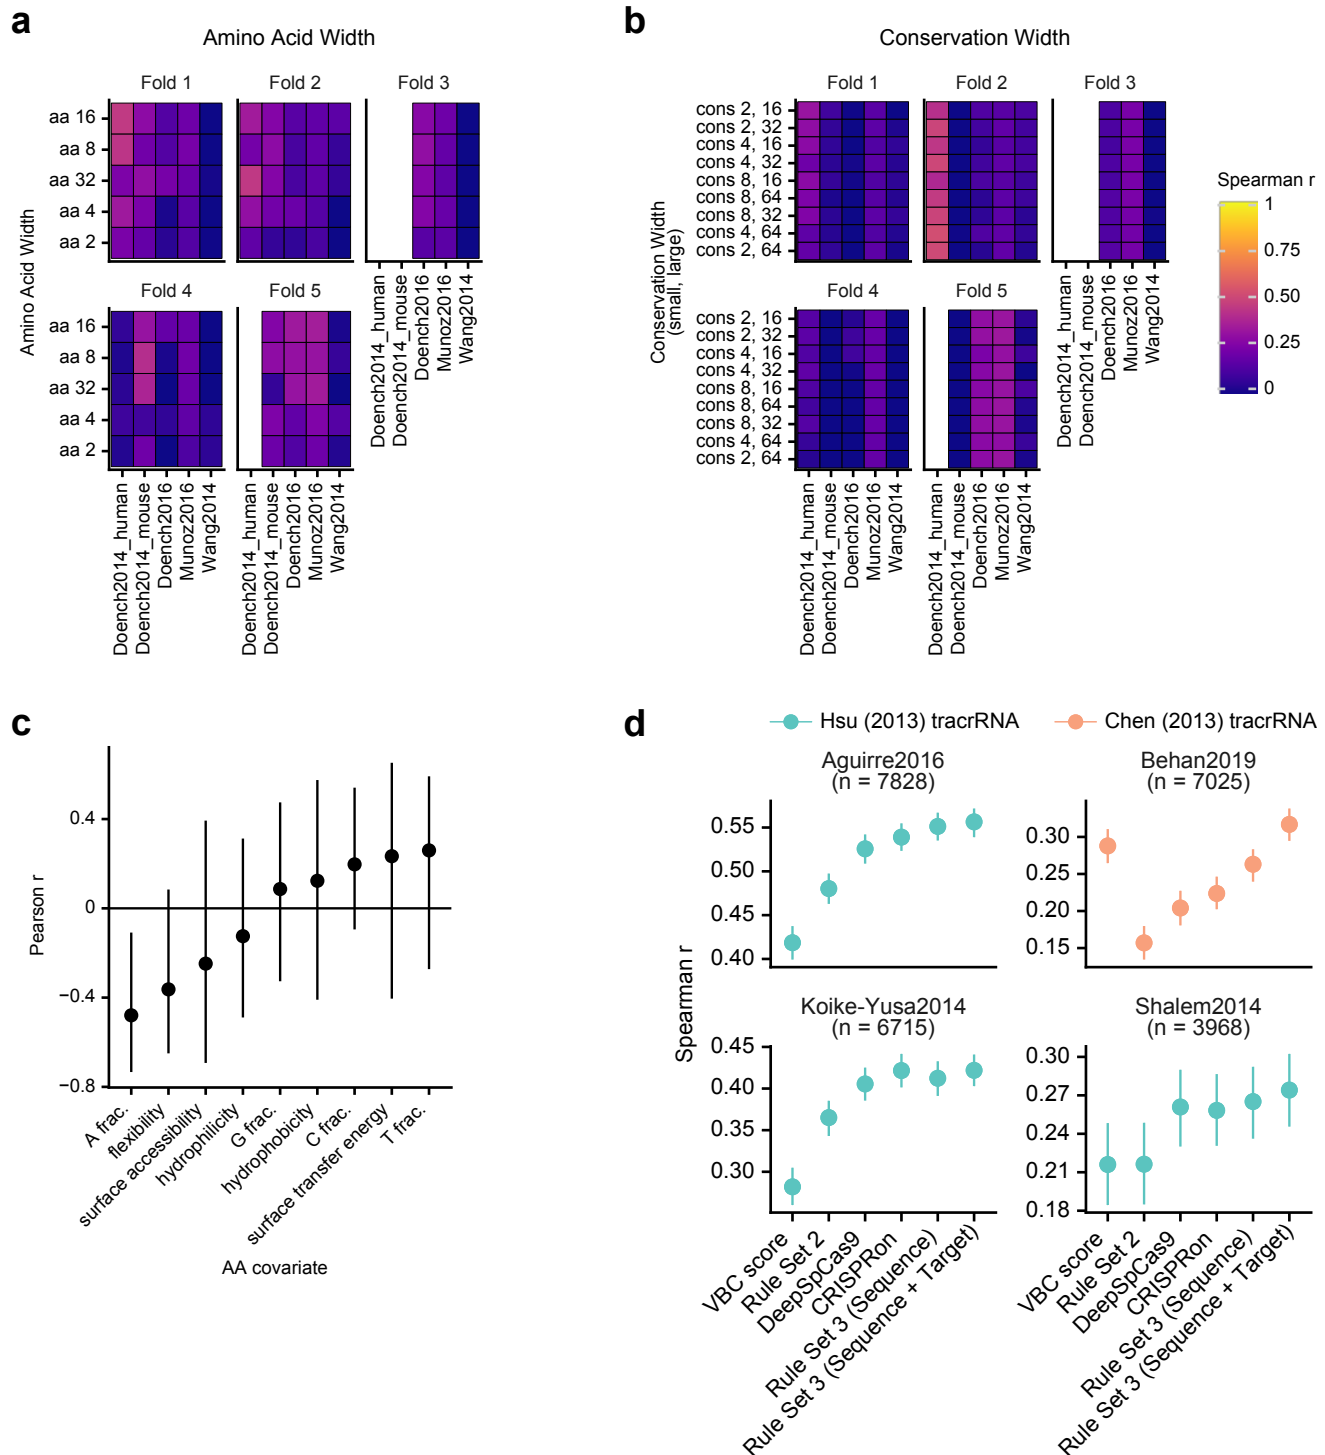 a
Amino Acid Width
Fold 1
Fold 2
Fold 3
aa 16
aa 8
aa 32
aa 4
aa 2
Fold 4
Fold 5
aa 16
aa 8
aa 32
aa 4
aa 2
Amino Acid Width
Doench2014_human
Doench2014_mouse
Doench2016
Munoz2016
Wang2014
Doench2014_human
Doench2014_mouse
Doench2016
Munoz2016
Wang2014
Doench2014_human
Doench2014_mouse
Doench2016
Munoz2016
Wang2014
b
Conservation Width
Fold 1
Fold 2
Fold 3
cons 2, 16
cons 2, 32
cons 4, 16
cons 4, 32
cons 8, 16
cons 8, 64
cons 8, 32
cons 4, 64
cons 2, 64
Fold 4
Fold 5
cons 2, 16
cons 2, 32
cons 4, 16
cons 4, 32
cons 8, 16
cons 8, 64
cons 8, 32
cons 4, 64
cons 2, 64
Conservation Width
(small, large)
Doench2014_human
Doench2014_mouse
Doench2016
Munoz2016
Wang2014
Doench2014_human
Doench2014_mouse
Doench2016
Munoz2016
Wang2014
Doench2014_human
Doench2014_mouse
Doench2016
Munoz2016
Wang2014
Spearman r
1
0.75
0.50
0.25
0
c
Pearson r
0.4
0
−0.4
−0.8
A frac.
flexibility
surface accessibility
hydrophilicity
G frac.
hydrophobicity
C frac.
surface transfer energy
T frac.
AA covariate
d
Hsu (2013) tracrRNA
Chen (2013) tracrRNA
Aguirre2016
(n = 7828)
0.55
0.50
0.45
0.40
Behan2019
(n = 7025)
0.30
0.25
0.20
0.15
Spearman r
Koike-Yusa2014
(n = 6715)
0.45
0.40
0.35
0.30
Shalem2014
(n = 3968)
0.30
0.27
0.24
0.21
0.18
VBC score
Rule Set 2
DeepSpCas9
CRISPRon
Rule Set 3 (Sequence)
Rule Set 3 (Sequence + Target)
VBC score
Rule Set 2
DeepSpCas9
CRISPRon
Rule Set 3 (Sequence)
Rule Set 3 (Sequence + Target)